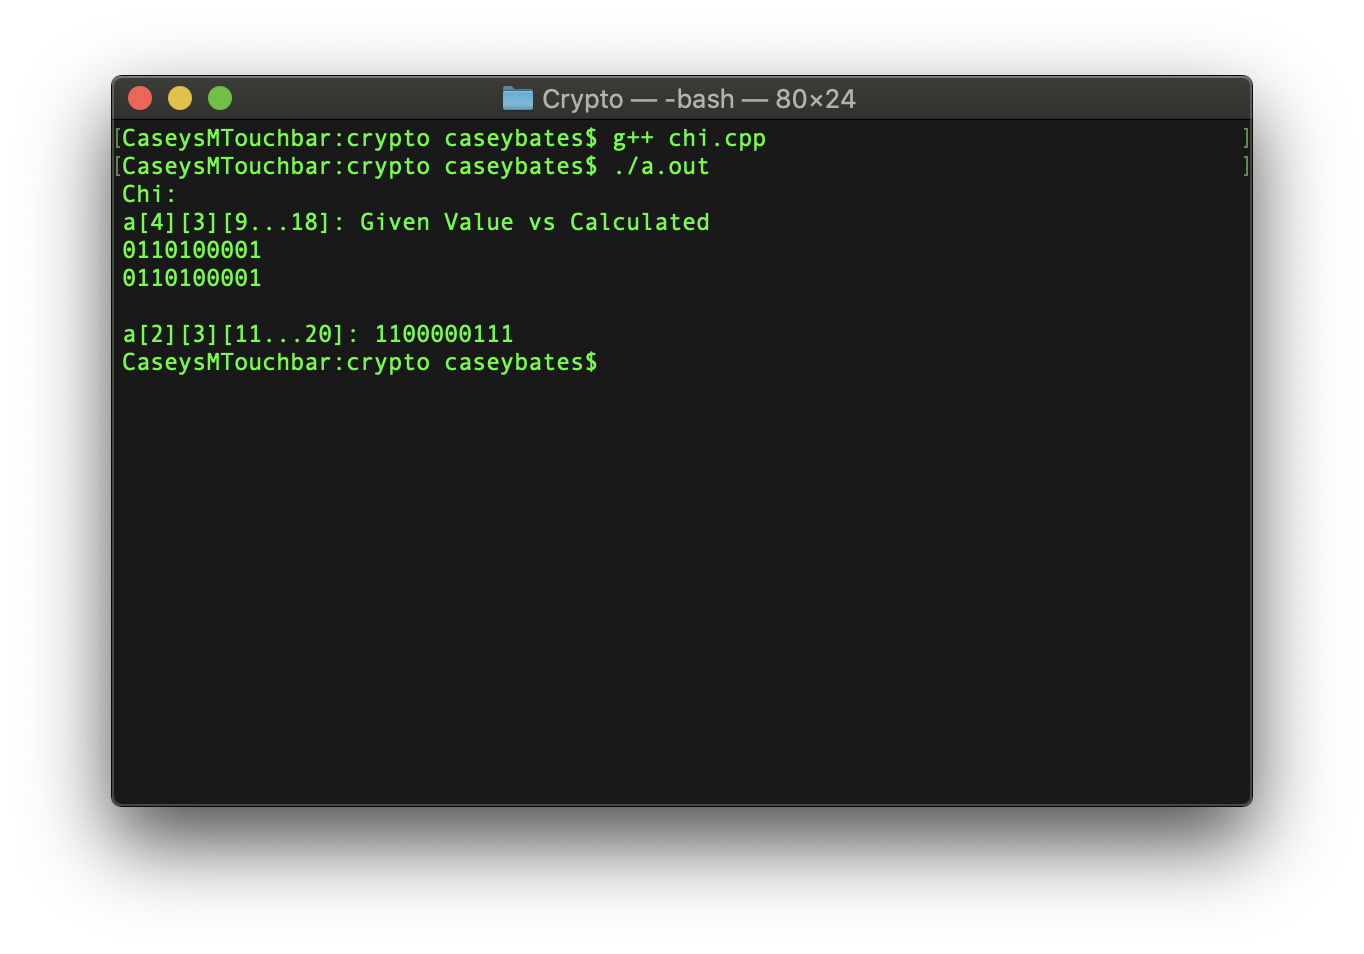 Crypto — -bash — 80×24
[CaseysMTouchbar:crypto caseybates$ g++ chi.cpp ]
[CaseysMTouchbar:crypto caseybates$ ./a.out ]
Chi:
a[4][3][9...18]: Given Value vs Calculated
0110100001
0110100001
a[2][3][11...20]: 1100000111
CaseysMTouchbar:crypto caseybates$